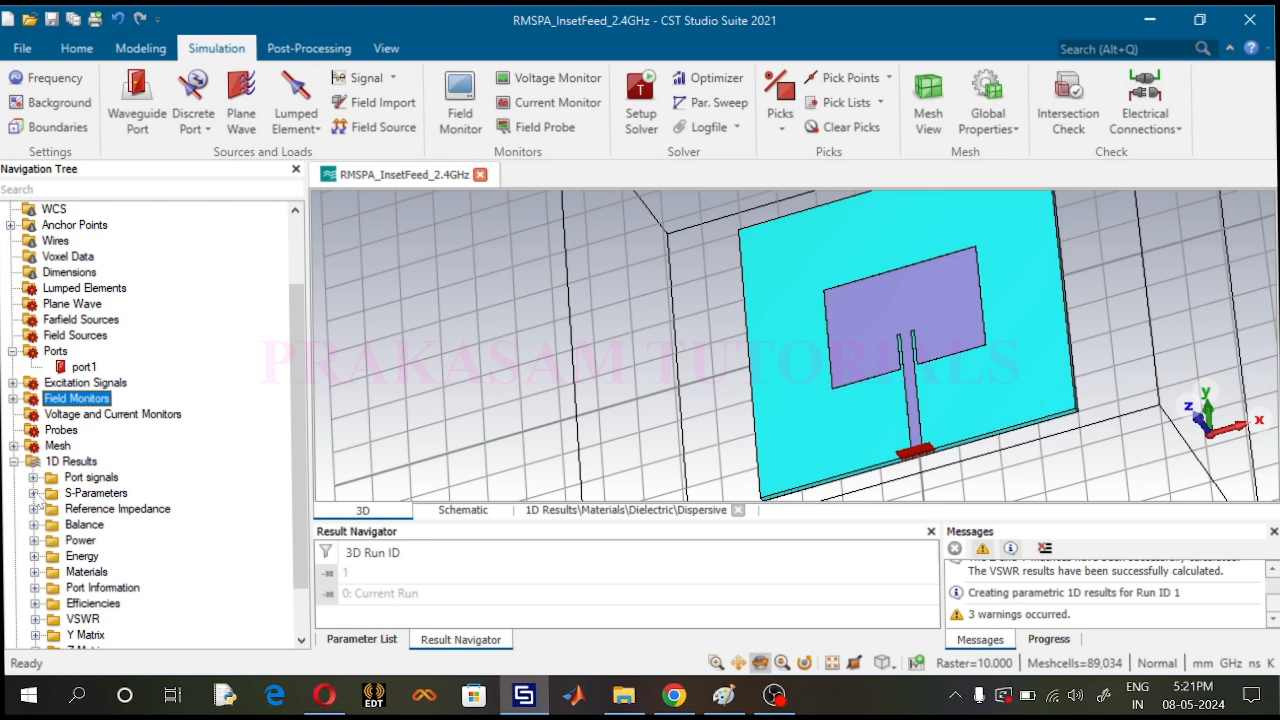 RMSPA_InsetFeed_2.4GHz - CST Studio Suite 2021
File Home Modeling Simulation Post-Processing View
Search (Alt+Q)
Frequency
Background
Boundaries
Settings
Waveguide Port
Discrete Port
Plane Wave
Lumped Element
Signal
Field Import
Field Source
Sources and Loads
Field Monitor
Voltage Monitor
Current Monitor
Field Probe
Monitors
Setup Solver
Optimizer
Par. Sweep
Logfile
Solver
Picks
Pick Points
Pick Lists
Clear Picks
Picks
Mesh View
Global Properties
Mesh
Intersection Check
Electrical Connections
Check
Navigation Tree
Search
WCS
Anchor Points
Wires
Voxel Data
Dimensions
Lumped Elements
Plane Wave
Farfield Sources
Field Sources
Ports
port1
Excitation Signals
Field Monitors
Voltage and Current Monitors
Probes
Mesh
1D Results
Port signals
S-Parameters
Reference Impedance
Balance
Power
Energy
Materials
Port Information
Efficiencies
VSWR
Y Matrix
RMSPA_InsetFeed_2.4GHz
PRAKASAM TUTORIALS
y
z
x
3D Schematic 1D Results\Materials\Dielectric\Dispersive
Result Navigator
3D Run ID
1
0: Current Run
Parameter List Result Navigator
Messages
The VSWR results have been successfully calculated.
Creating parametric 1D results for Run ID 1
3 warnings occurred.
Messages Progress
Ready
Raster=10.000 Meshcells=89,034 Normal mm GHz ns K
EDT
ENG
IN
5:21PM
08-05-2024